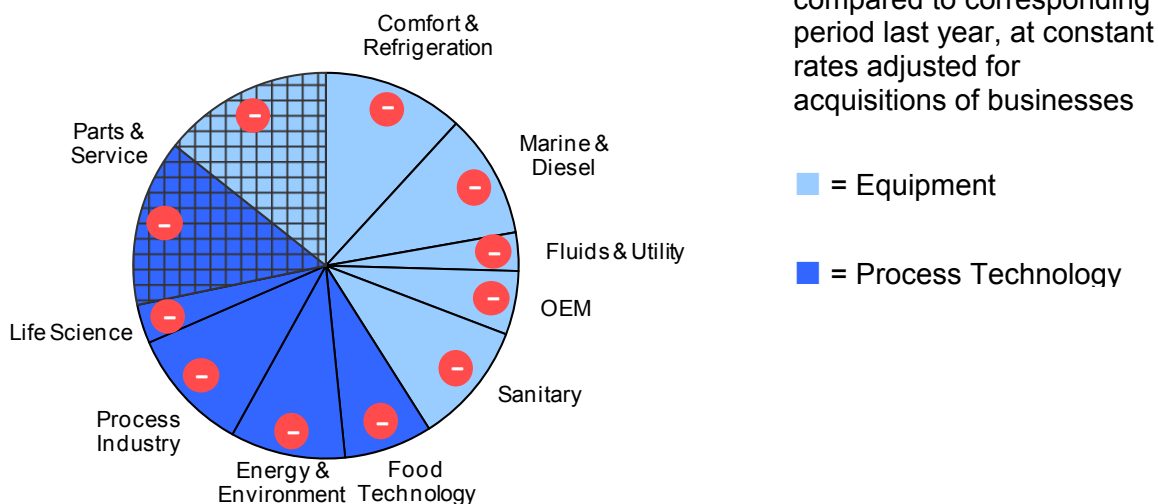 Comfort &
Refrigeration
Marine &
Diesel
Fluids & Utility
OEM
Sanitary
Food
Technology
Energy &
Environment
Process
Industry
Life Science
Parts &
Service
-
-
-
-
-
-
-
-
-
-
-
compared to corresponding
period last year, at constant
rates adjusted for
acquisitions of businesses
= Equipment
= Process Technology